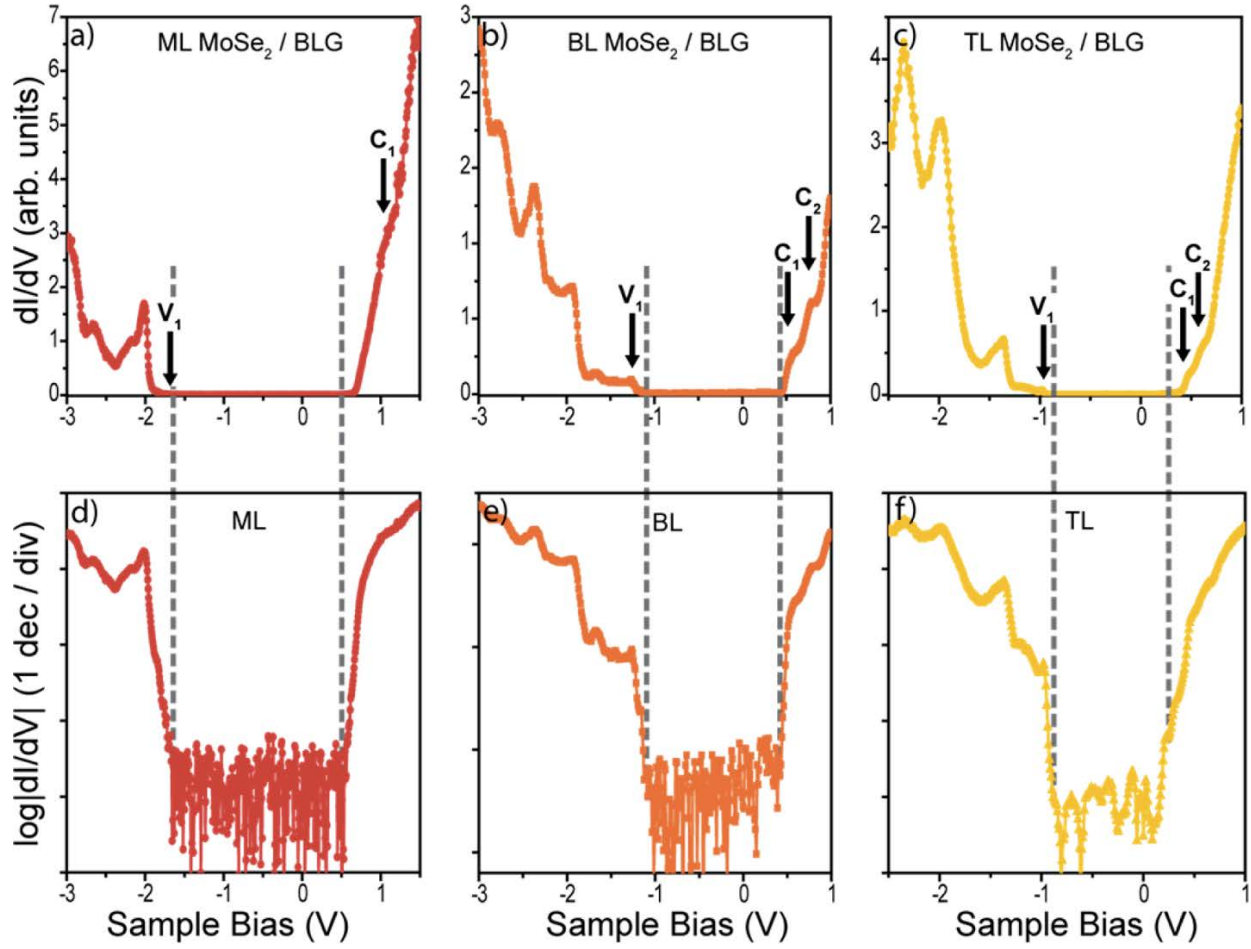 a)
ML MoSe₂ / BLG
b)
BL MoSe₂ / BLG
c)
TL MoSe₂ / BLG
dI/dV (arb. units)
7
6
5
4
3
2
1
0
V₁
C₁
-3 -2 -1 0 1
3
2
2
1
1
0
V₁
C₁
C₂
-3 -2 -1 0 1
4
3
2
1
0
V₁
C₁
C₂
-2 -1 0 1
d)
ML
e)
BL
f)
TL
log|dI/dV| (1 dec / div)
-3 -2 -1 0 1
-3 -2 -1 0 1
-2 -1 0 1
Sample Bias (V)
Sample Bias (V)
Sample Bias (V)